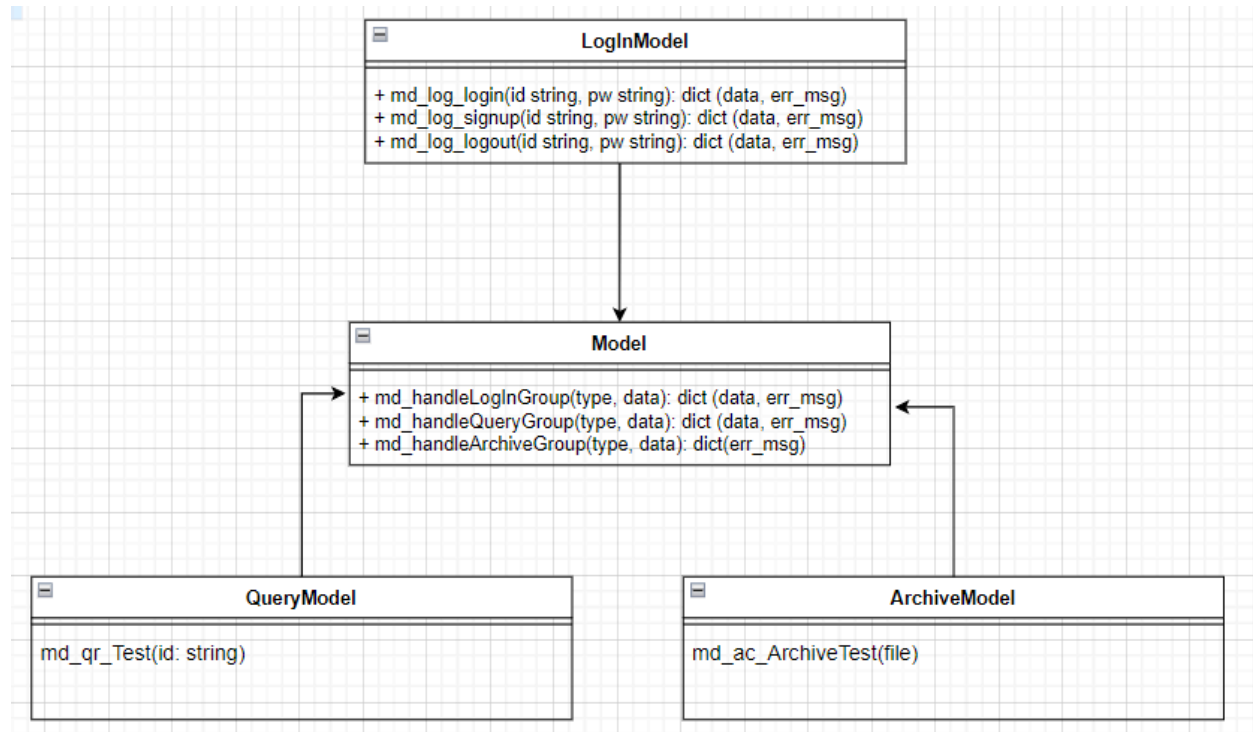 LogInModel
+ md_log_login(id string, pw string): dict (data, err_msg)
+ md_log_signup(id string, pw string): dict (data, err_msg)
+ md_log_logout(id string, pw string): dict (data, err_msg)
Model
+ md_handleLogInGroup(type, data): dict (data, err_msg)
+ md_handleQueryGroup(type, data): dict (data, err_msg)
+ md_handleArchiveGroup(type, data): dict(err_msg)
QueryModel
md_qr_Test(id: string)
ArchiveModel
md_ac_ArchiveTest(file)